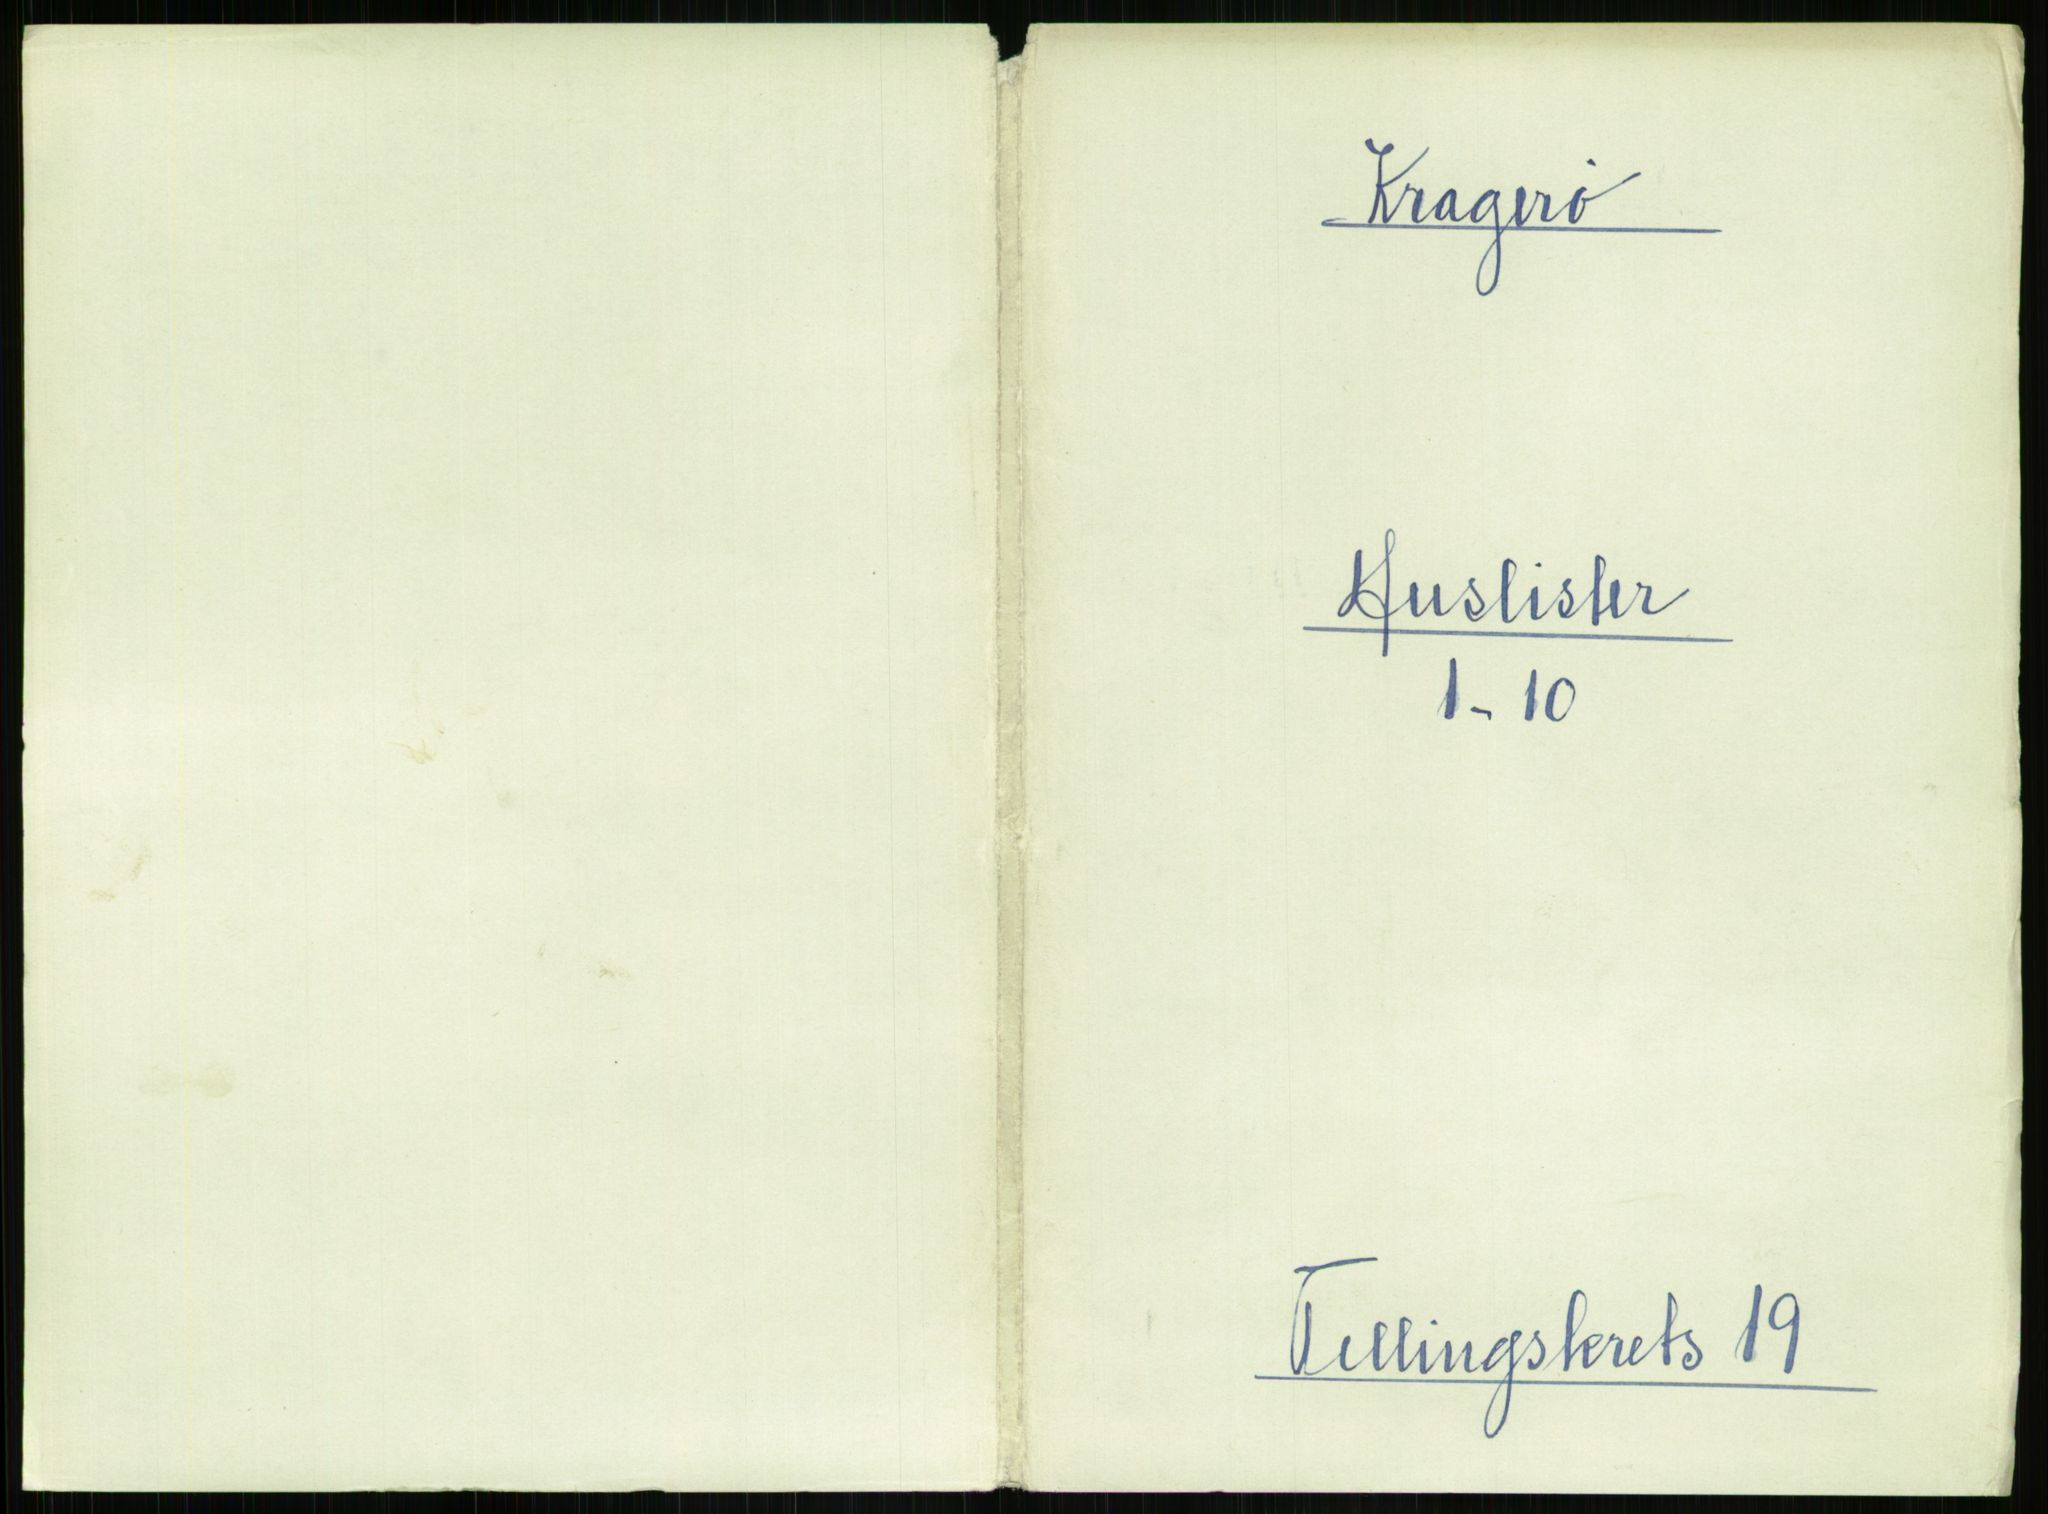 Kragerø
Huslister
1-10
Tellingskrets 19